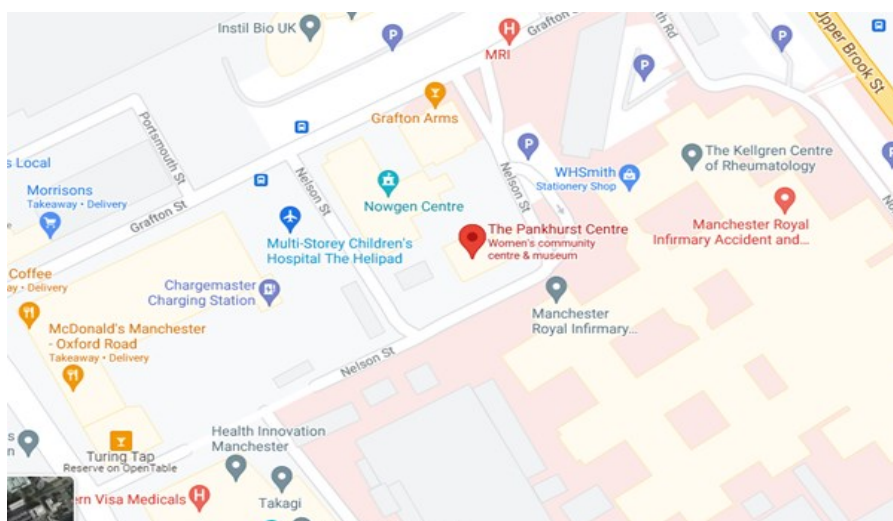 Instil Bio UK
Grafton S
MRI
Upper Brook St
Grafton Arms
Portsmouth St
s Local
Morrisons
Takeaway • Delivery
Grafton St
Nelson St
Nowgen Centre
Nelson St
WHSmith
Stationery Shop
The Kellgren Centre
of Rheumatology
Multi-Storey Children's
Hospital The Helipad
The Pankhurst Centre
Women's community
centre & museum
Manchester Royal
Infirmary Accident and...
Coffee
Delivery
Chargemaster
Charging Station
Manchester
Royal Infirmary...
McDonald's Manchester
- Oxford Road
Takeaway • Delivery
Nelson St
Turing Tap
Reserve on OpenTable
Health Innovation
Manchester
Takagi
rn Visa Medicals
P
P
P
P
P
P
H
H